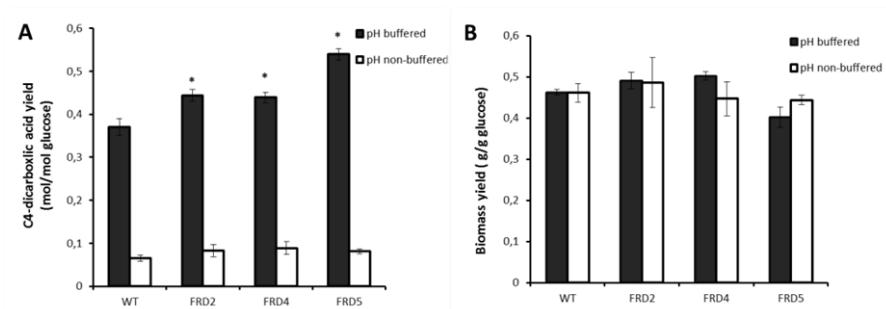 A
pH buffered
pH non-buffered
C4-dicarboxlic acid yield
(mol/mol glucose)
0,6
0,5
0,4
0,3
0,2
0,1
0
*
*
*
WT
FRD2
FRD4
FRD5
B
pH buffered
pH non-buffered
Biomass yield ( g/g glucose)
0,6
0,5
0,4
0,3
0,2
0,1
0
WT
FRD2
FRD4
FRD5